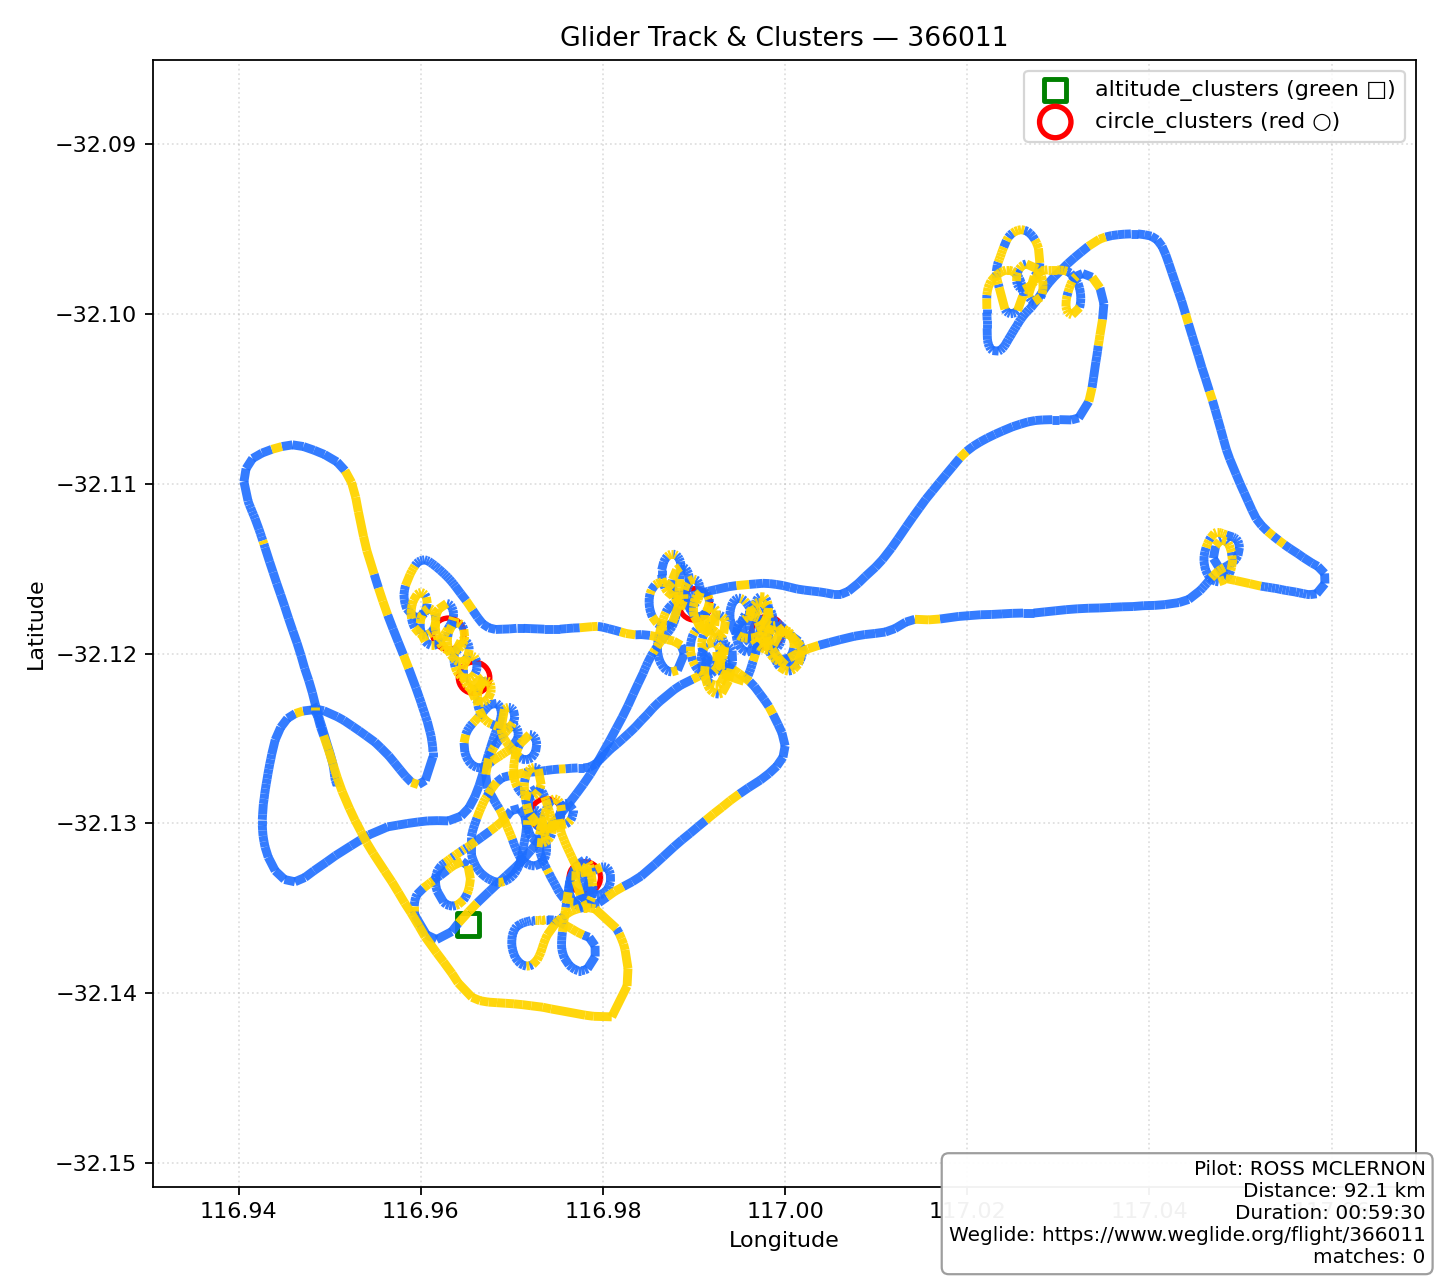 Glider Track & Clusters — 366011
altitude_clusters (green □)
circle_clusters (red ○)
−32.09
−32.10
−32.11
−32.12
−32.13
−32.14
−32.15
Latitude
116.94 116.96 116.98 117.00 117.02 117.04
Longitude
Pilot: ROSS MCLERNON
Distance: 92.1 km
Duration: 00:59:30
Weglide: https://www.weglide.org/flight/366011
matches: 0